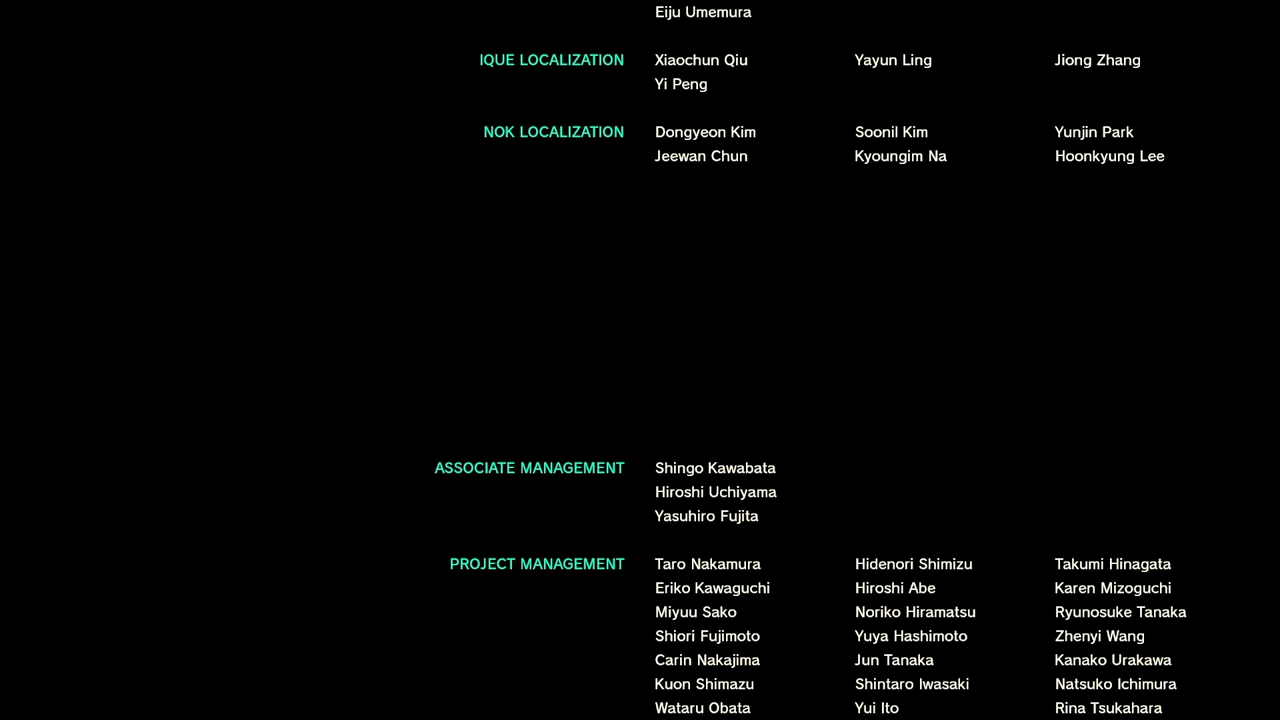 Eiju Umemura
IQUE LOCALIZATION Xiaochun Qiu Yayun Ling Jiong Zhang
Yi Peng
NOK LOCALIZATION Dongyeon Kim Soonil Kim Yunjin Park
Jeewan Chun Kyoungim Na Hoonkyung Lee
ASSOCIATE MANAGEMENT Shingo Kawabata
Hiroshi Uchiyama
Yasuhiro Fujita
PROJECT MANAGEMENT Taro Nakamura Hidenori Shimizu Takumi Hinagata
Eriko Kawaguchi Hiroshi Abe Karen Mizoguchi
Miyuu Sako Noriko Hiramatsu Ryunosuke Tanaka
Shiori Fujimoto Yuya Hashimoto Zhenyi Wang
Carin Nakajima Jun Tanaka Kanako Urakawa
Kuon Shimazu Shintaro Iwasaki Natsuko Ichimura
Wataru Obata Yui Ito Rina Tsukahara